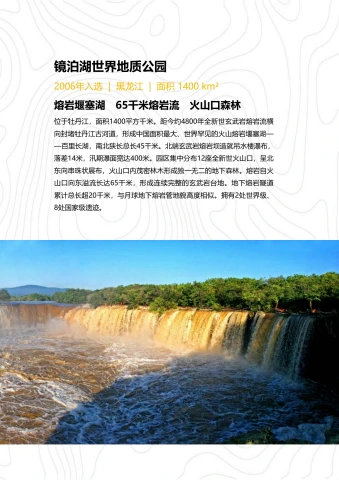 镜泊湖世界地质公园
2006年入选 | 黑龙江 | 面积 1400 km²
熔岩堰塞湖 65千米熔岩流 火山口森林
位于牡丹江，面积1400平方千米。距今约4800年全新世玄武岩熔岩流横
向封堵牡丹江古河道，形成中国面积最大、世界罕见的火山熔岩堰塞湖—
—百里长湖，南北狭长总长45千米。北端玄武岩熔岩坝造就吊水楼瀑布，
落差14米，汛期瀑面宽达400米。园区集中分布12座全新世火山口，呈北
东向串珠状展布，火山口内茂密林木形成独一无二的地下森林。熔岩自火
山口向东溢流长达65千米，形成连续完整的玄武岩台地。地下熔岩隧道
累计总长超20千米，与月球地下熔岩管地貌高度相似。拥有2处世界级、
8处国家级遗迹。